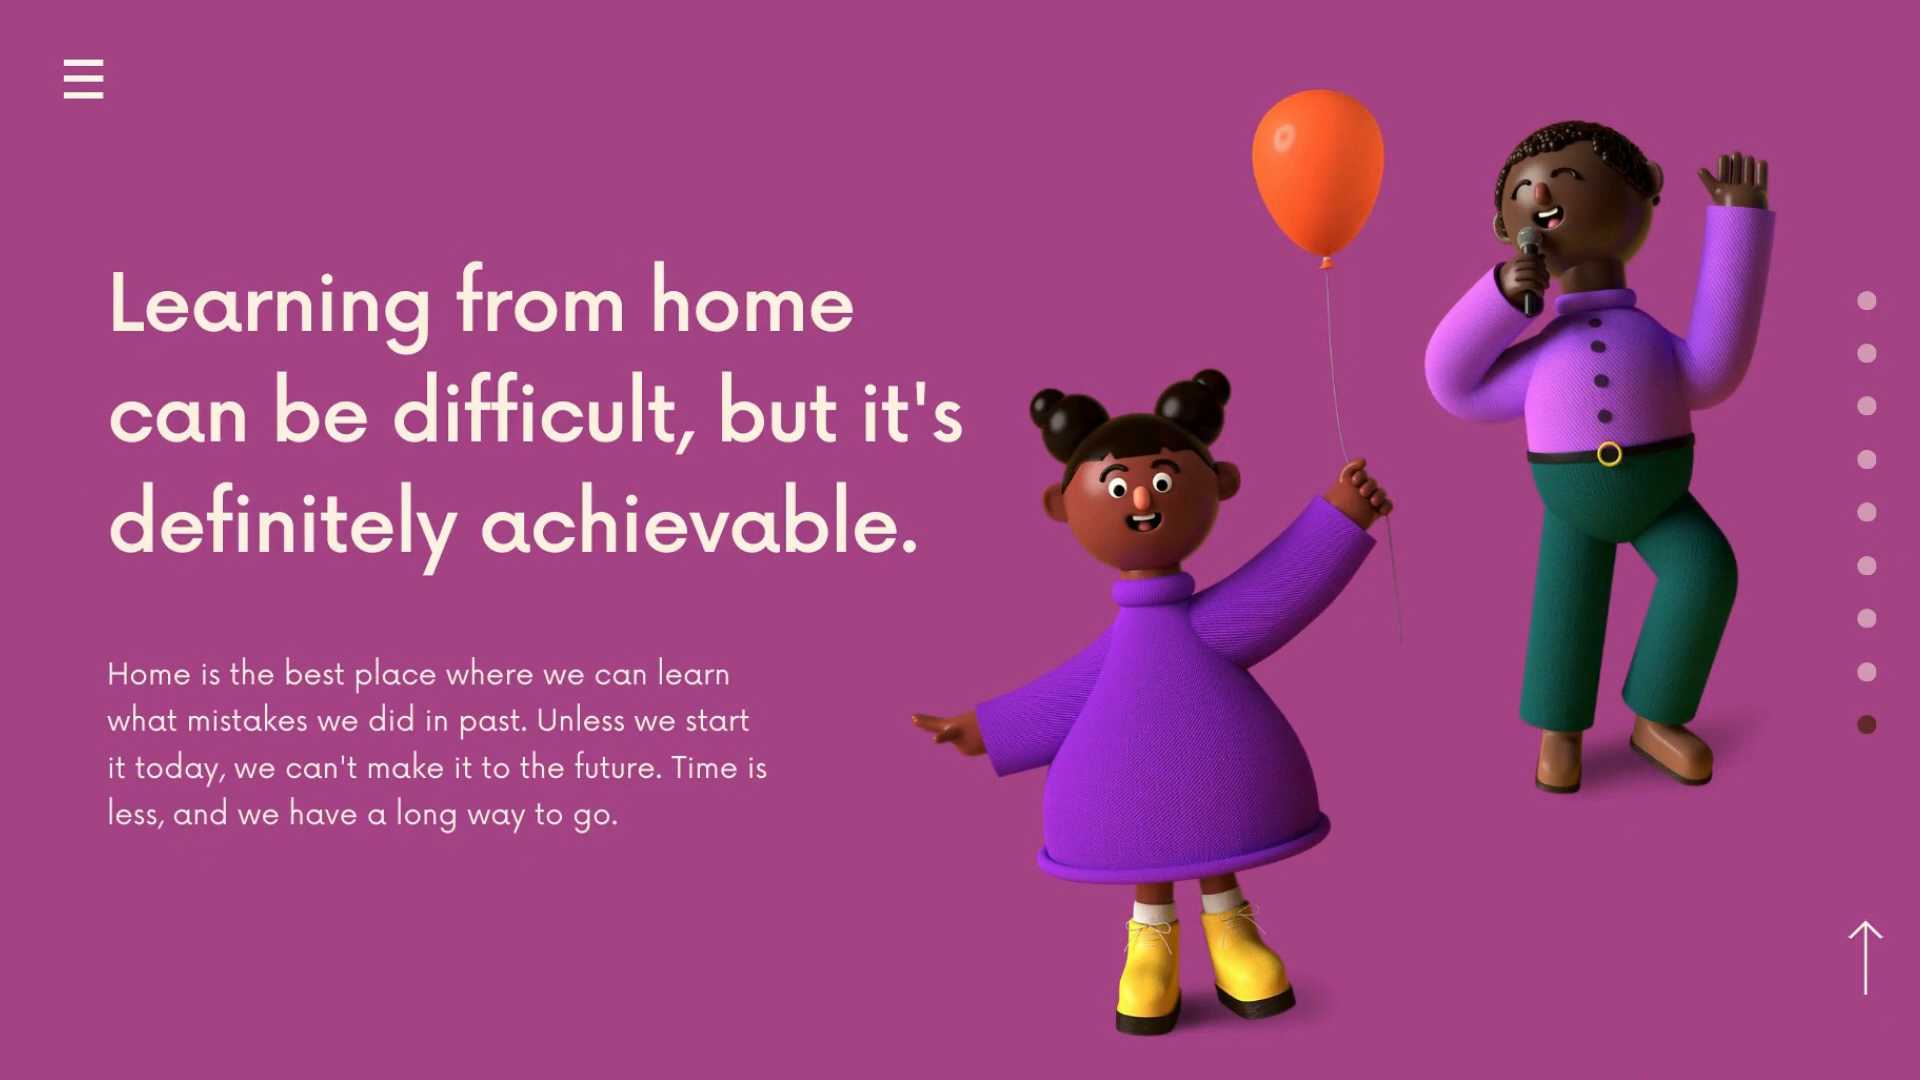 Learning from home
can be difficult, but it's
definitely achievable.
Home is the best place where we can learn
what mistakes we did in past. Unless we start
it today, we can't make it to the future. Time is
less, and we have a long way to go.